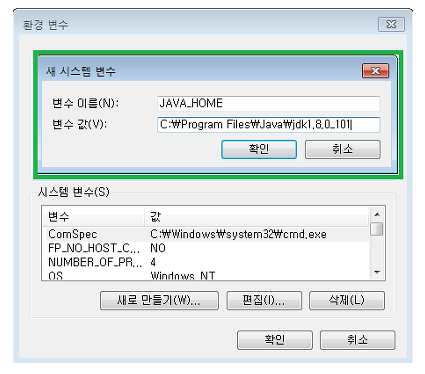 환경 변수
새 시스템 변수
변수 이름(N):
JAVA_HOME
변수 값(V):
C:₩Program Files₩Java₩jdk1,8,0_101
확인
취소
시스템 변수(S)
변수 값
ComSpec C:₩Windows₩system32₩cmd,exe
FP_NO_HOST_C... NO
NUMBER_OF_PR... 4
OS Windows_NT
새로 만들기(W)...
편집(I)...
삭제(L)
확인
취소